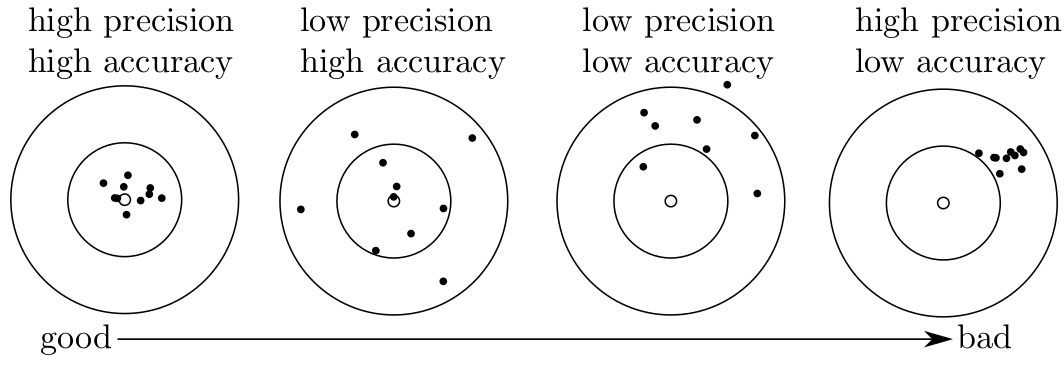 high precision
high accuracy
low precision
high accuracy
low precision
low accuracy
high precision
low accuracy
good
bad